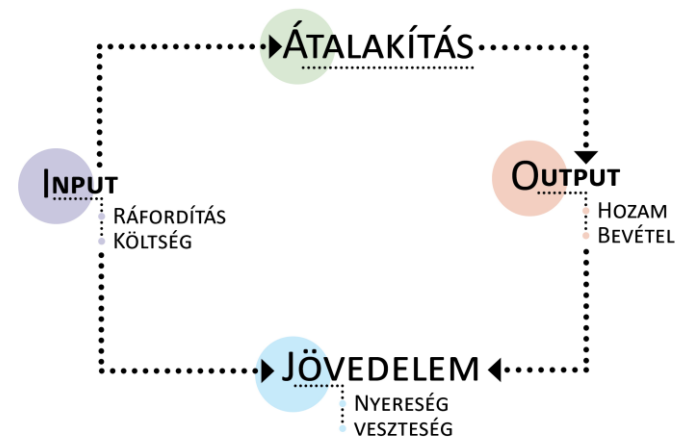 ÁTALAKÍTÁS
INPUT
RÁFORDÍTÁS
KÖLTSÉG
OUTPUT
HOZAM
BEVÉTEL
JÖVEDELEM
NYERESÉG
VESZTESÉG